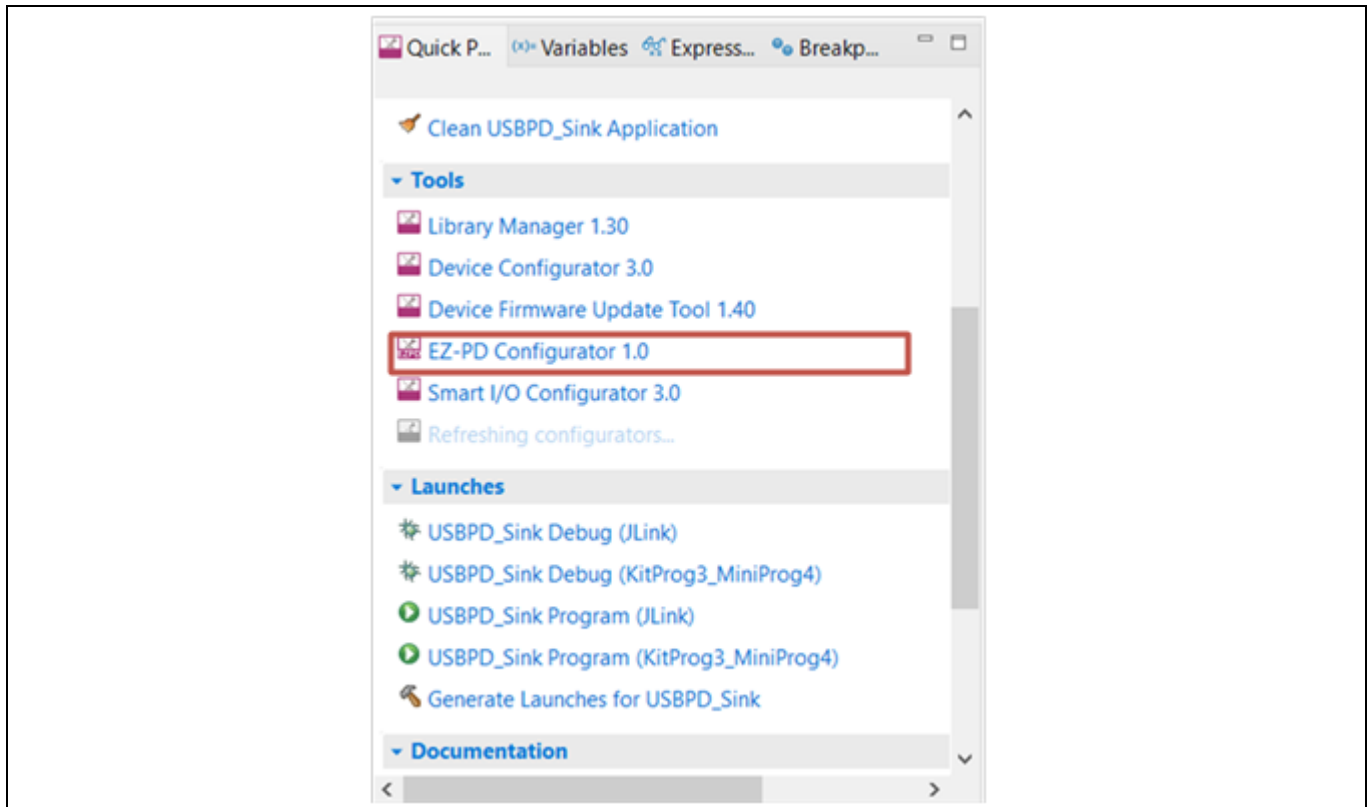 Quick P... (x)= Variables Express... Breakp...
Clean USBPD_Sink Application
Tools
Library Manager 1.30
Device Configurator 3.0
Device Firmware Update Tool 1.40
EZ-PD Configurator 1.0
Smart I/O Configurator 3.0
Refreshing configurators...
Launches
USBPD_Sink Debug (JLink)
USBPD_Sink Debug (KitProg3_MiniProg4)
USBPD_Sink Program (JLink)
USBPD_Sink Program (KitProg3_MiniProg4)
Generate Launches for USBPD_Sink
Documentation